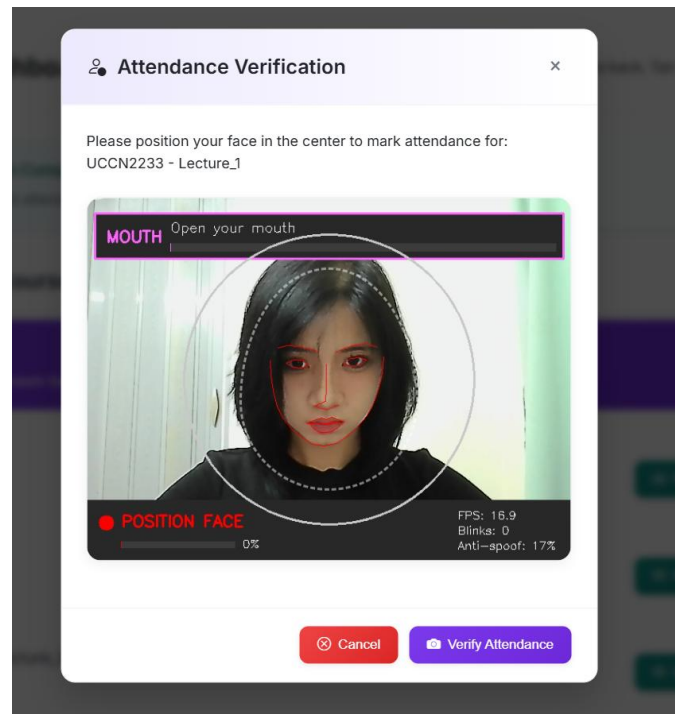 Attendance Verification
×
Please position your face in the center to mark attendance for:
UCCN2233 - Lecture_1
MOUTH
Open your mouth
POSITION FACE
0%
FPS: 16.9
Blinks: 0
Anti-spoof: 17%
Cancel
Verify Attendance